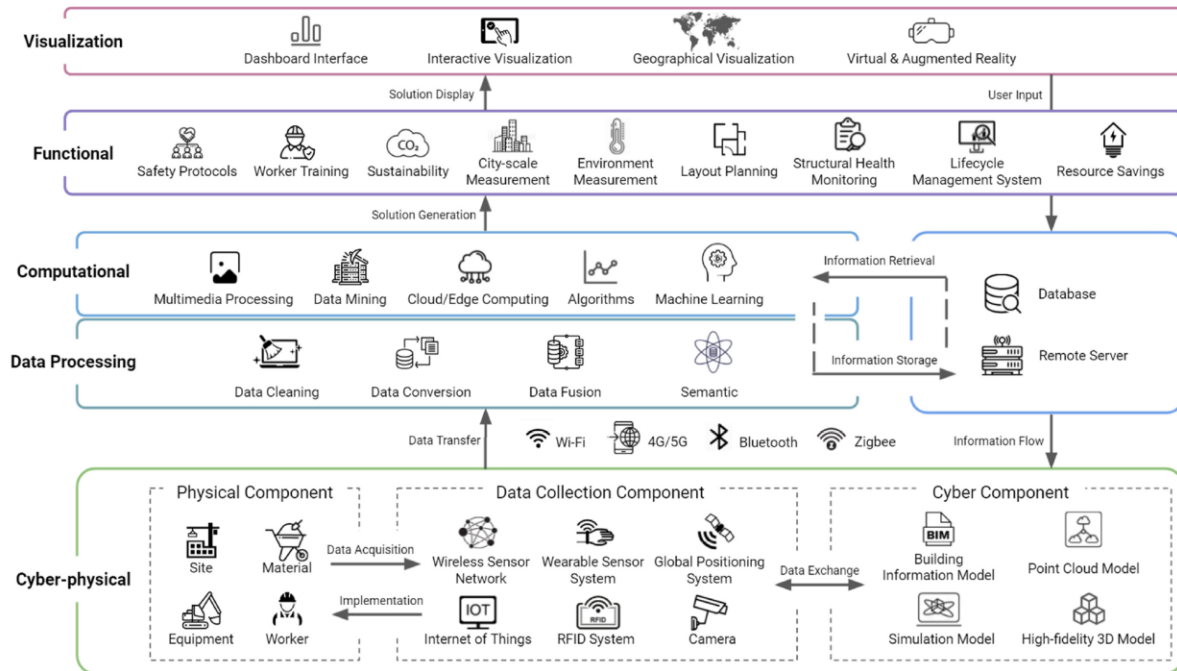 Visualization
Dashboard Interface
Interactive Visualization
Geographical Visualization
Virtual & Augmented Reality
Solution Display
User Input
Functional
CO₂
Safety Protocols
Worker Training
Sustainability
City-scale
Measurement
Environment
Measurement
Layout Planning
Structural Health
Monitoring
Lifecycle
Management System
Resource Savings
Solution Generation
Computational
Multimedia Processing
Data Mining
Cloud/Edge Computing
Algorithms
Machine Learning
Information Retrieval
Database
Data Processing
Data Cleaning
Data Conversion
Data Fusion
Semantic
Information Storage
Remote Server
Data Transfer
Wi-Fi
4G/5G
Bluetooth
Zigbee
Information Flow
Cyber-physical
Physical Component
Site
Material
Equipment
Worker
Data Acquisition
Implementation
Data Collection Component
Wireless Sensor
Network
Wearable Sensor
System
Global Positioning
System
IOT
Internet of Things
RFID
RFID System
Camera
Data Exchange
Cyber Component
BIM
Building
Information Model
Point Cloud Model
Simulation Model
High-fidelity 3D Model